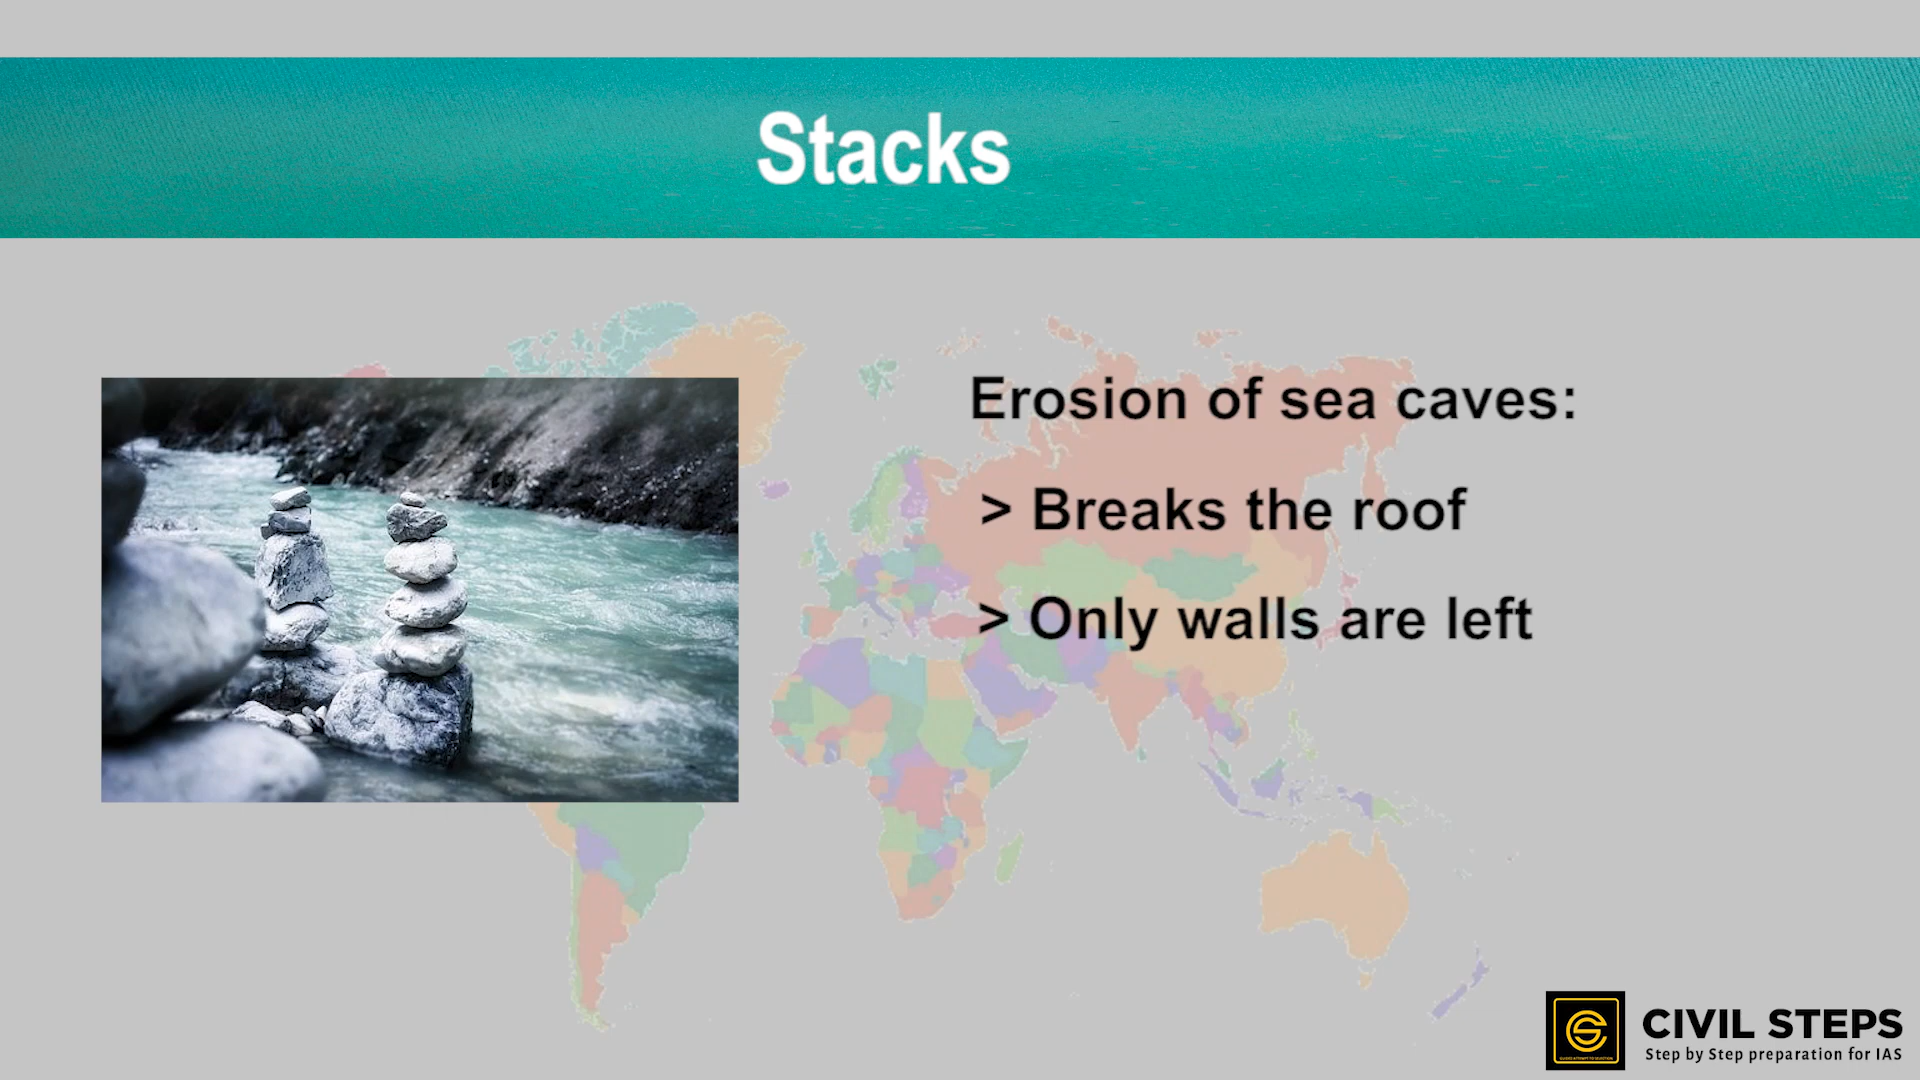 Stacks
Erosion of sea caves:
> Breaks the roof
> Only walls are left
CIVIL STEPS
Step by Step preparation for IAS